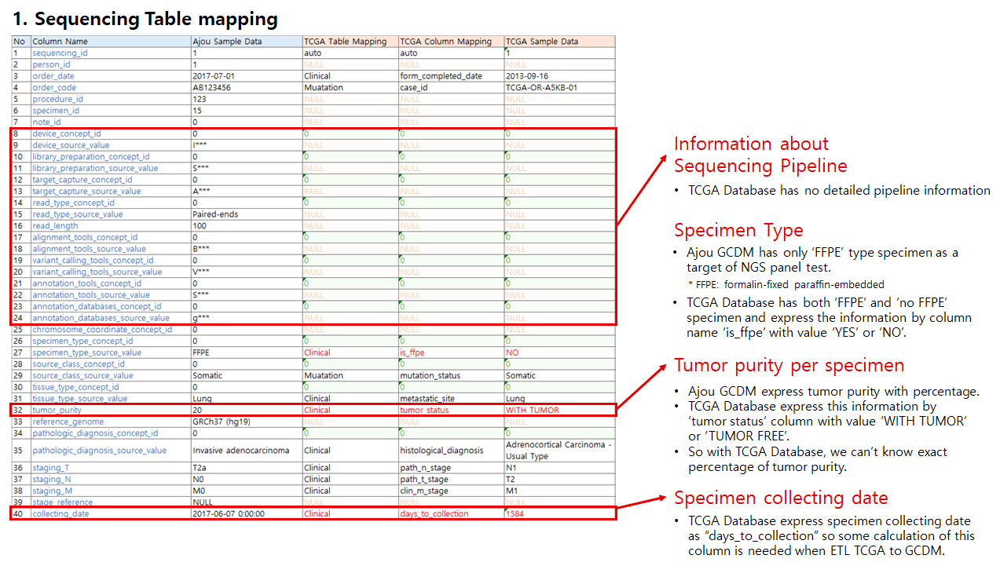 1. Sequencing Table mapping
No Column Name Ajou Sample Data TCGA Table Mapping TCGA Column Mapping TCGA Sample Data
1 sequencing_id 1 auto auto 1
2 person_id 1 NULL NULL NULL
3 order_date 2017-07-01 Clinical form_completed_date 2013-09-16
4 order_code AB123456 Muatation case_id TCGA-OR-A5KB-01
5 procedure_id 123 NULL NULL NULL
6 specimen_id 15 NULL NULL NULL
7 note_id 0 NULL NULL NULL
8 device_concept_id 0 0 0 0
9 device_source_value I*** NULL NULL NULL
10 library_preparation_concept_id 0 0 0 0
11 library_preparation_source_value S*** NULL NULL NULL
12 target_capture_concept_id 0 0 0 0
13 target_capture_source_value A*** NULL NULL NULL
14 read_type_concept_id 0 0 0 0
15 read_type_source_value Paired-ends NULL NULL NULL
16 read_length 100 NULL NULL NULL
17 alignment_tools_concept_id 0 0 0 0
18 alignment_tools_source_value B*** NULL NULL NULL
19 variant_calling_tools_concept_id 0 0 0 0
20 variant_calling_tools_source_value V*** NULL NULL NULL
21 annotation_tools_concept_id 0 0 0 0
22 annotation_tools_source_value S*** NULL NULL NULL
23 annotation_databases_concept_id 0 0 0 0
24 annotation_databases_source_value g*** NULL NULL NULL
25 chromosome_coordinate_concept_id 0 NULL NULL NULL
26 specimen_type_concept_id 0 0 0 0
27 specimen_type_source_value FFPE Clinical is_ffpe NO
28 source_class_concept_id 0 0 0 0
29 source_class_source_value Somatic Muatation mutation_status Somatic
30 tissue_type_concept_id 0 0 0 0
31 tissue_type_source_value Lung Clinical metastatic_site Lung
32 tumor_purity 20 Clinical tumor status WITH TUMOR
33 reference_genome GRCh37 (hg19) NULL NULL NULL
34 pathologic_diagnosis_concept_id 0 0 0 0
35 pathologic_diagnosis_source_value Invasive adenocarcinoma Clinical histological_diagnosis Adrenocortical Carcinoma -
Usual Type
36 staging_T T2a Clinical path_n_stage N1
37 staging_N N0 Clinical path_t_stage T2
38 staging_M M0 Clinical clin_m_stage M1
39 stage_reference NULL NULL NULL NULL
40 collecting_date 2017-06-07 0:00:00 Clinical days_to_collection 1584
Information about
Sequencing Pipeline
• TCGA Database has no detailed pipeline information
Specimen Type
• Ajou GCDM has only ‘FFPE’ type specimen as a
target of NGS panel test.
* FFPE: formalin-fixed paraffin-embedded
• TCGA Database has both ‘FFPE’ and ‘no FFPE’
specimen and express the information by column
name ‘is_ffpe’ with value ‘YES’ or ‘NO’.
Tumor purity per specimen
• Ajou GCDM express tumor purity with percentage.
• TCGA Database express this information by
‘tumor status’ column with value ‘WITH TUMOR’
or ‘TUMOR FREE’.
• So with TCGA Database, we can’t know exact
percentage of tumor purity.
Specimen collecting date
• TCGA Database express specimen collecting date
as “days_to_collection” so some calculation of this
column is needed when ETL TCGA to GCDM.